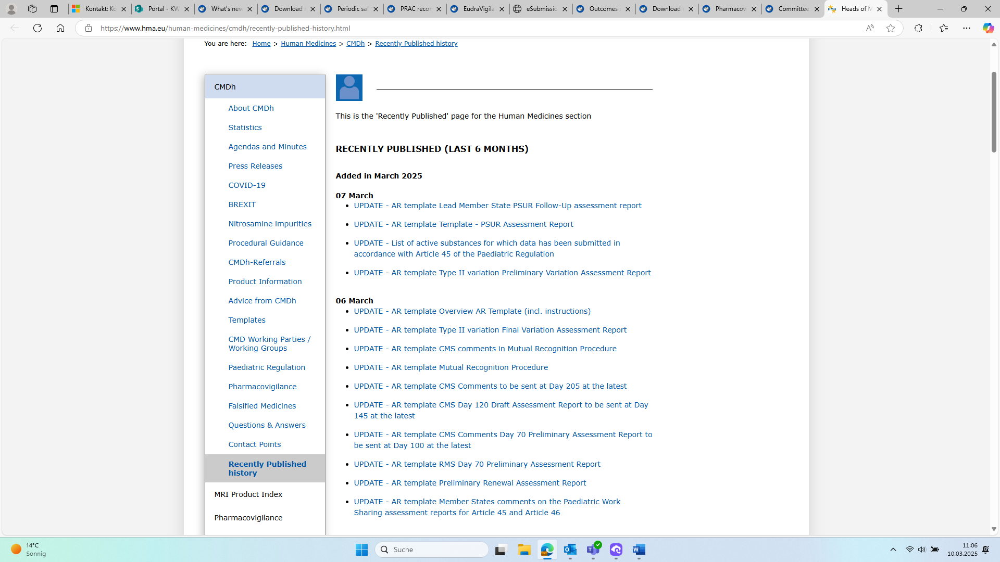 Kontakt: Ko
Portal - KW
What's new
Download
Periodic saf
PRAC recor
EudraVigila
eSubmissio
Outcomes
Download
Pharmacov
Committee
HMA
Heads of M
https://www.hma.eu/human-medicines/cmdh/recently-published-history.html
You are here: Home > Human Medicines > CMDh > Recently Published history
CMDh
About CMDh
Statistics
Agendas and Minutes
Press Releases
COVID-19
BREXIT
Nitrosamine impurities
Procedural Guidance
CMDh-Referrals
Product Information
Advice from CMDh
Templates
CMD Working Parties /
Working Groups
Paediatric Regulation
Pharmacovigilance
Falsified Medicines
Questions & Answers
Contact Points
Recently Published
history
MRI Product Index
Pharmacovigilance
This is the 'Recently Published' page for the Human Medicines section
RECENTLY PUBLISHED (LAST 6 MONTHS)
Added in March 2025
07 March
• UPDATE - AR template Lead Member State PSUR Follow-Up assessment report
• UPDATE - AR template Template - PSUR Assessment Report
• UPDATE - List of active substances for which data has been submitted in
accordance with Article 45 of the Paediatric Regulation
• UPDATE - AR template Type II variation Preliminary Variation Assessment Report
06 March
• UPDATE - AR template Overview AR Template (incl. instructions)
• UPDATE - AR template Type II variation Final Variation Assessment Report
• UPDATE - AR template CMS comments in Mutual Recognition Procedure
• UPDATE - AR template Mutual Recognition Procedure
• UPDATE - AR template CMS Comments to be sent at Day 205 at the latest
• UPDATE - AR template CMS Day 120 Draft Assessment Report to be sent at Day
145 at the latest
• UPDATE - AR template CMS Comments Day 70 Preliminary Assessment Report to
be sent at Day 100 at the latest
• UPDATE - AR template RMS Day 70 Preliminary Assessment Report
• UPDATE - AR template Preliminary Renewal Assessment Report
• UPDATE - AR template Member States comments on the Paediatric Work
Sharing assessment reports for Article 45 and Article 46
14°C
Sonnig
Suche
11:06
10.03.2025